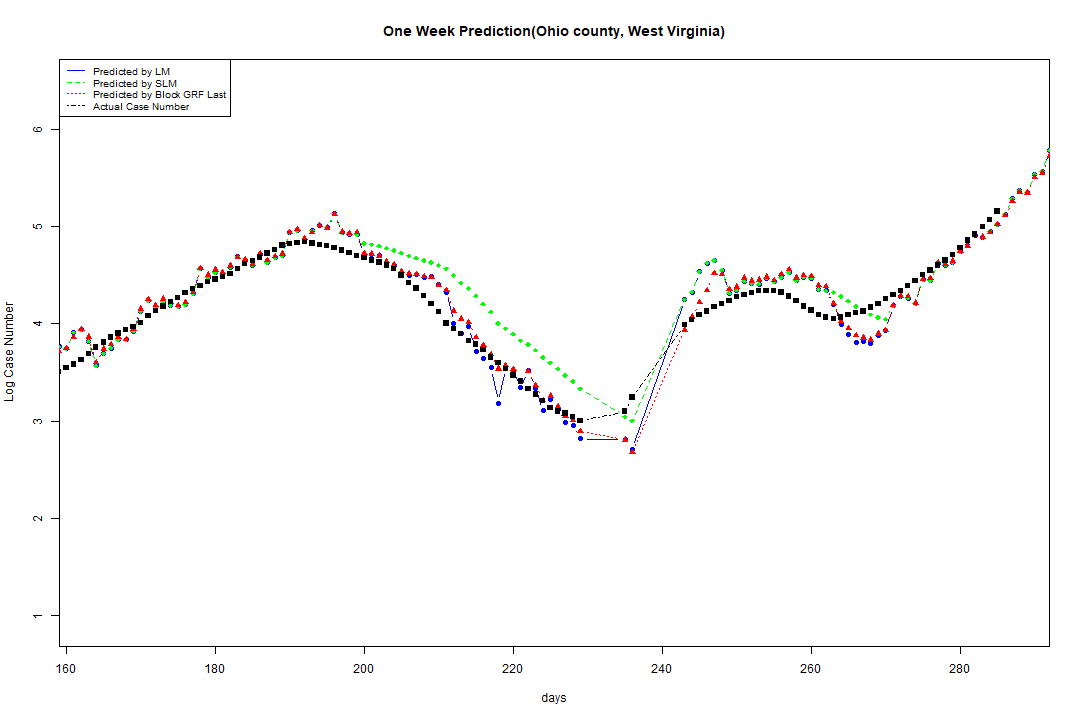 One Week Prediction(Ohio county, West Virginia)
Predicted by LM
Predicted by SLM
Predicted by Block GRF Last
Actual Case Number
6
5
4
3
2
1
Log Case Number
160 180 200 220 240 260 280
days